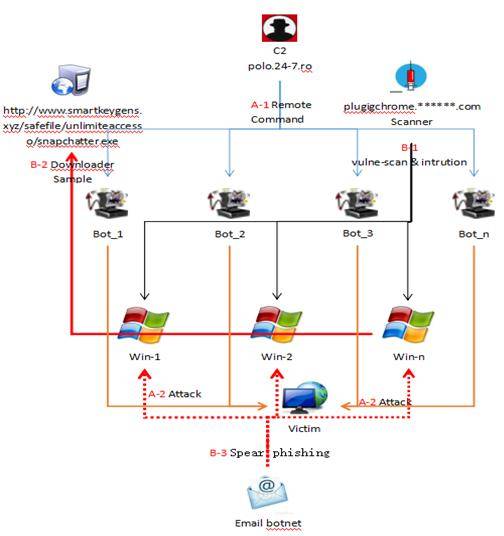 C2
polo.24-7.ro
A-1 Remote
Command
http://www.smartkeygens.
xyz/safefile/unlimiteacces
o/snapchatter.exe
B-2 Downloader
Sample
plugigchrome.******.com
Scanner
B-1
vulne-scan & intrution
Bot_1
Bot_2
Bot_3
Bot_n
Win-1
Win-2
Win-n
A-2 Attack
A-2 Attack
Victim
B-3 Spear phishing
@
Email botnet